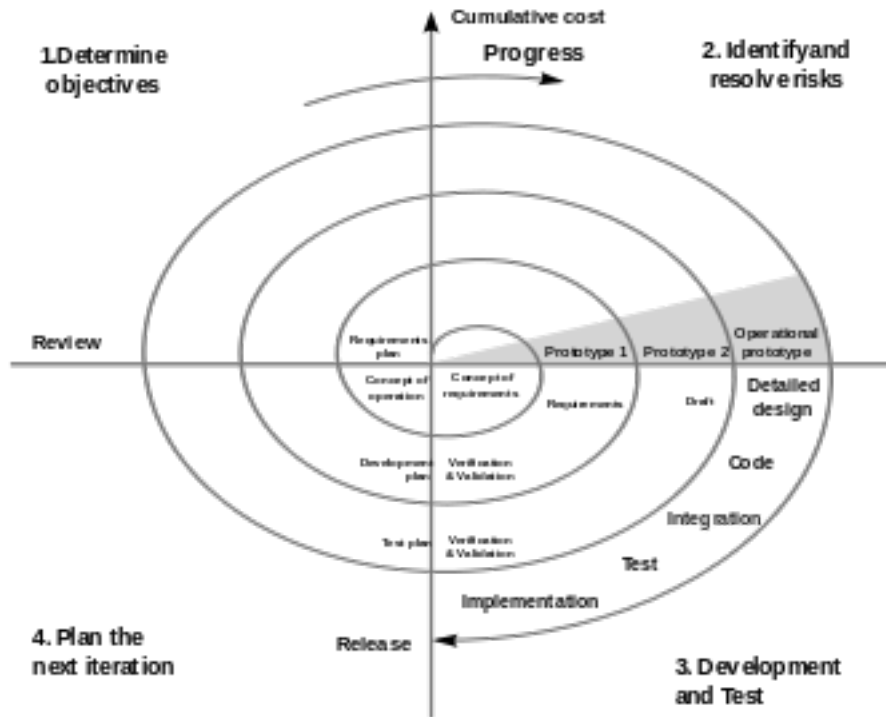 Cumulative cost
Progress
1.Determine
objectives
2. Identify and
resolve risks
Review
Requirements
plan
Concept of
operation
Concept of
requirements
Prototype 1
Prototype 2
Operational
prototype
Requirements
Draft
Detailed
design
Development
plan
Verification
& Validation
Code
Integration
Test plan
Verification
& Validation
Test
Implementation
Release
4. Plan the
next iteration
3. Development
and Test